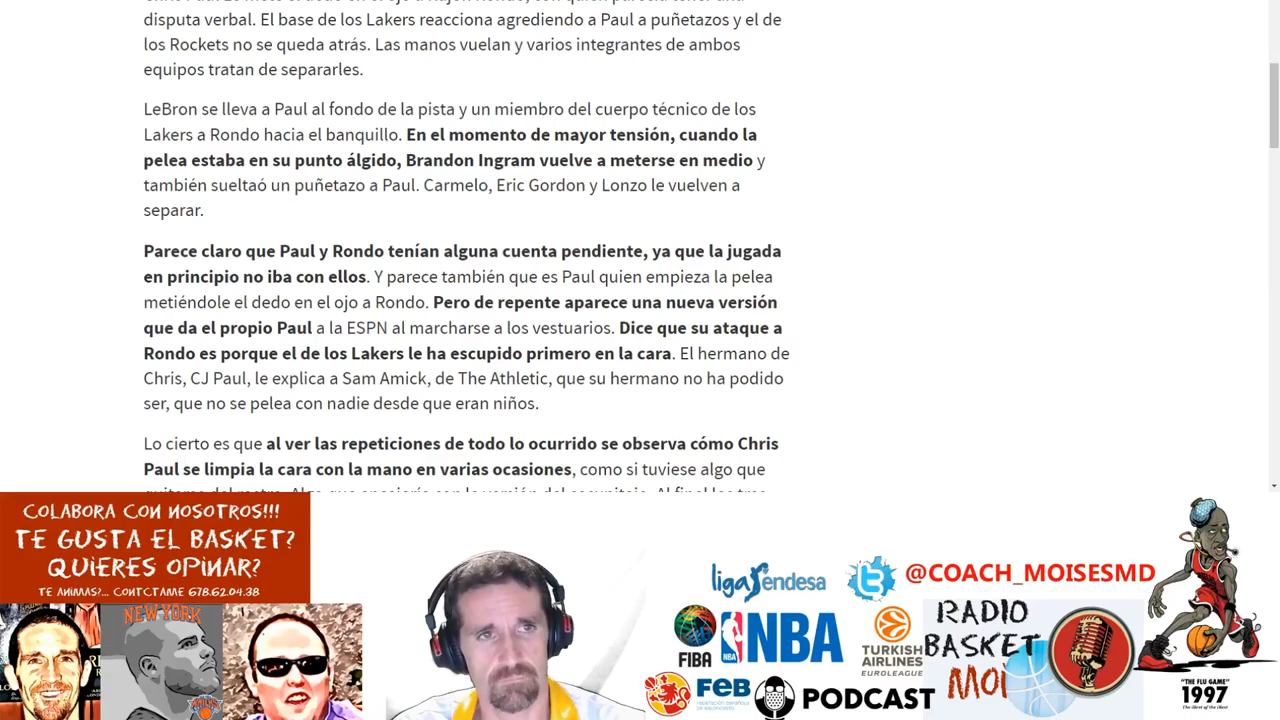 disputa verbal. El base de los Lakers reacciona agrediendo a Paul a puñetazos y el de
los Rockets no se queda atrás. Las manos vuelan y varios integrantes de ambos
equipos tratan de separarles.
LeBron se lleva a Paul al fondo de la pista y un miembro del cuerpo técnico de los
Lakers a Rondo hacia el banquillo. En el momento de mayor tensión, cuando la
pelea estaba en su punto álgido, Brandon Ingram vuelve a meterse en medio y
también sueltaó un puñetazo a Paul. Carmelo, Eric Gordon y Lonzo le vuelven a
separar.
Parece claro que Paul y Rondo tenían alguna cuenta pendiente, ya que la jugada
en principio no iba con ellos. Y parece también que es Paul quien empieza la pelea
metiéndole el dedo en el ojo a Rondo. Pero de repente aparece una nueva versión
que da el propio Paul a la ESPN al marcharse a los vestuarios. Dice que su ataque a
Rondo es porque el de los Lakers le ha escupido primero en la cara. El hermano de
Chris, CJ Paul, le explica a Sam Amick, de The Athletic, que su hermano no ha podido
ser, que no se pelea con nadie desde que eran niños.
Lo cierto es que al ver las repeticiones de todo lo ocurrido se observa cómo Chris
Paul se limpia la cara con la mano en varias ocasiones, como si tuviese algo que
COLABORA CON NOSOTROS!!!
TE GUSTA EL BASKET?
QUIERES OPINAR?
TE ANIMAS?... CONTCTAME 678.62.04.38
NEW YORK
liga endesa
@COACH_MOISESMD
FIBA
NBA
NBA
TURKISH
AIRLINES
EUROLEAGUE
RADIO
BASKET
MOi
FEB
PODCAST
"THE FLU GAME"
1997